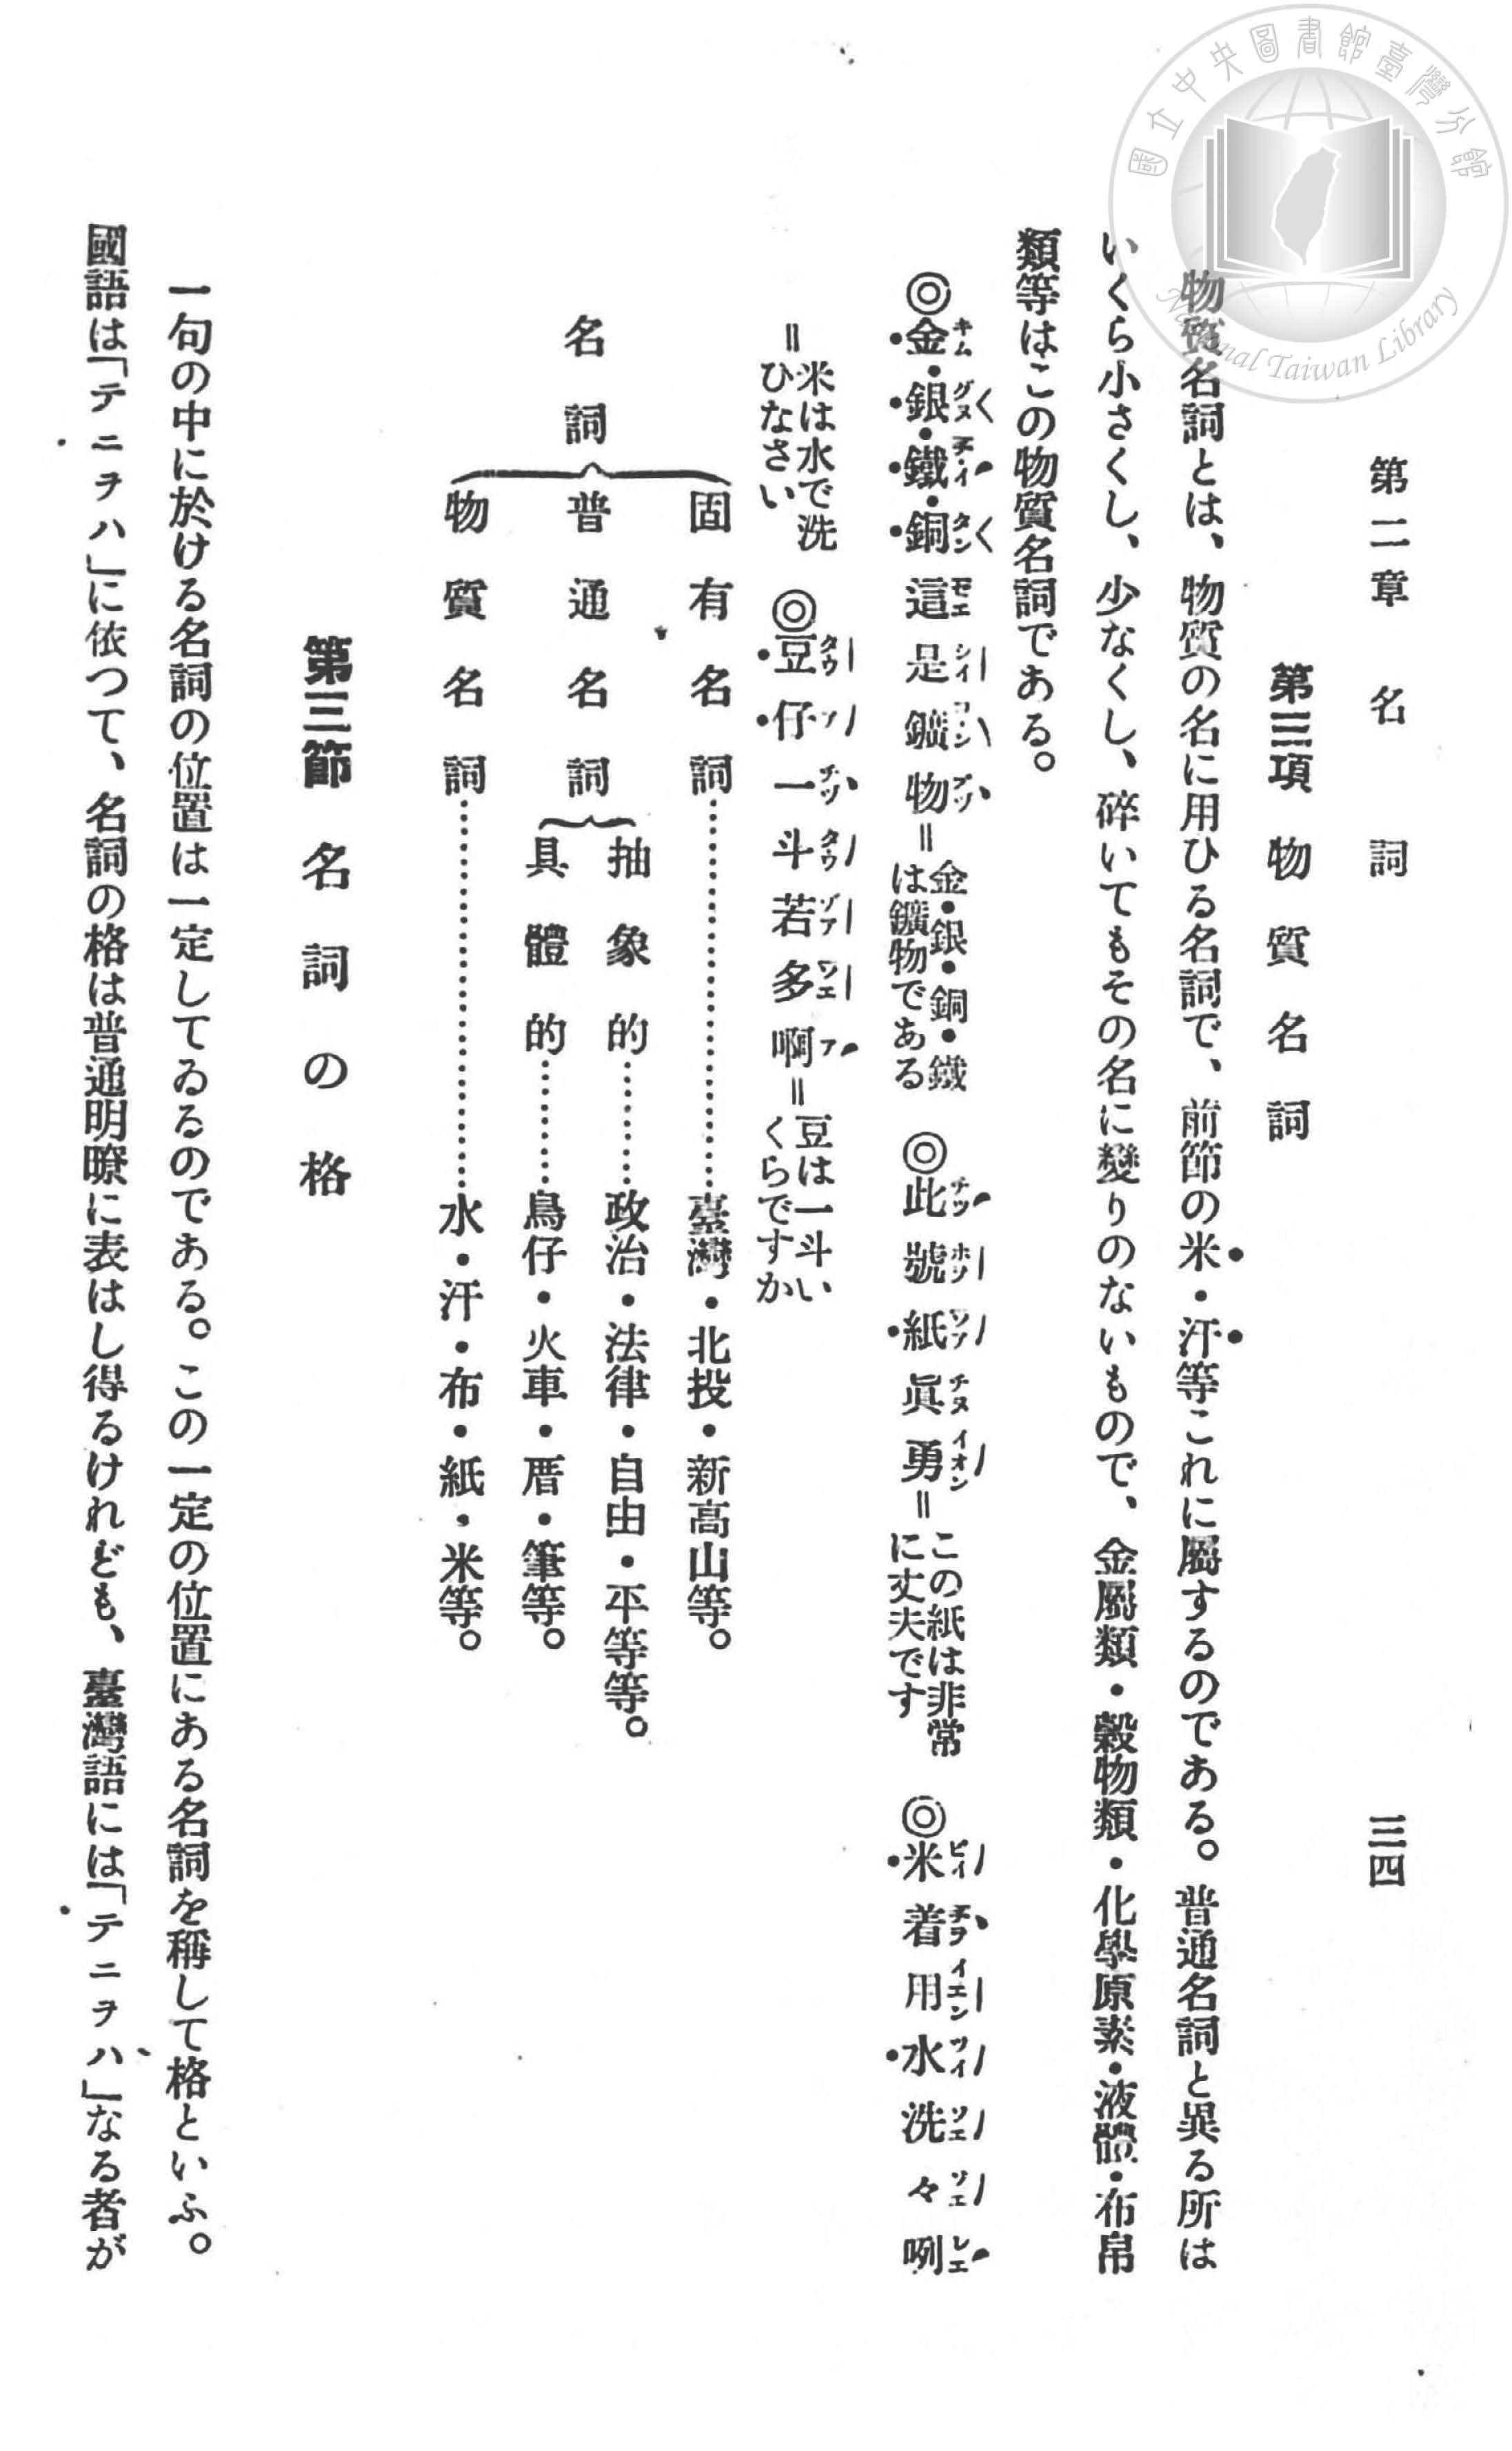 第二章 名詞 三四
第三項 物質名詞
物質名詞とは、物質の名に用ひる名詞で、前節の米・汗等これに屬するのである。普通名詞と異る所は
いくら小さくし、少なくし、碎いてもその名に變りのないもので、金屬類・穀物類・化學原素・液體・布帛
類等はこの物質名詞である。
◎金・銀・鐵・銅這是鑛物=金・銀・銅・鐵は鑛物である ◎此號紙眞勇=この紙は非常に丈夫です ◎米着用水洗々咧
=米は水で洗ひなさい ◎豆仔一斗若多啊=豆は一斗いくらですか
名詞
固有名詞……臺灣・北投・新高山等。
普通名詞
抽象的……政治・法律・自由・平等等。
具體的……鳥仔・火車・厝・筆等。
物質名詞……水・汗・布・紙・米等。
第三節 名詞の格
一句の中に於ける名詞の位置は一定してゐるのである。この一定の位置にある名詞を稱して格といふ。
國語は「テニヲハ」に依つて、名詞の格は普通明瞭に表はし得るけれども、臺灣語には「テニヲハ」なる者が
國立中央圖書館臺灣分館
National Taiwan Library